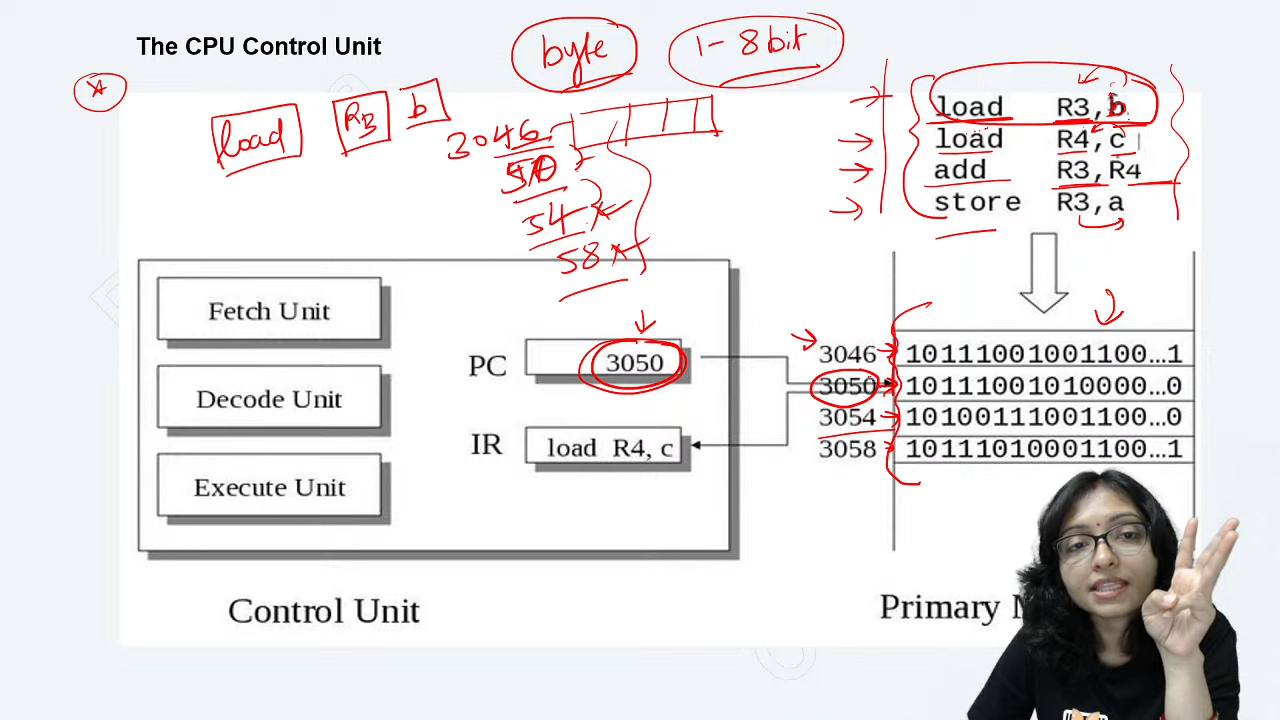 The CPU Control Unit
byte
1 - 8 bit
load R3 b
3046
50
54
58
load R3,b
load R4,c
add R3,R4
store R3,a
Fetch Unit
Decode Unit
Execute Unit
PC 3050
IR load R4, c
3046 10111001001100...1
3050 10111001010000...0
3054 10100111001100...0
3058 10111010001100...1
Control Unit
Primary M